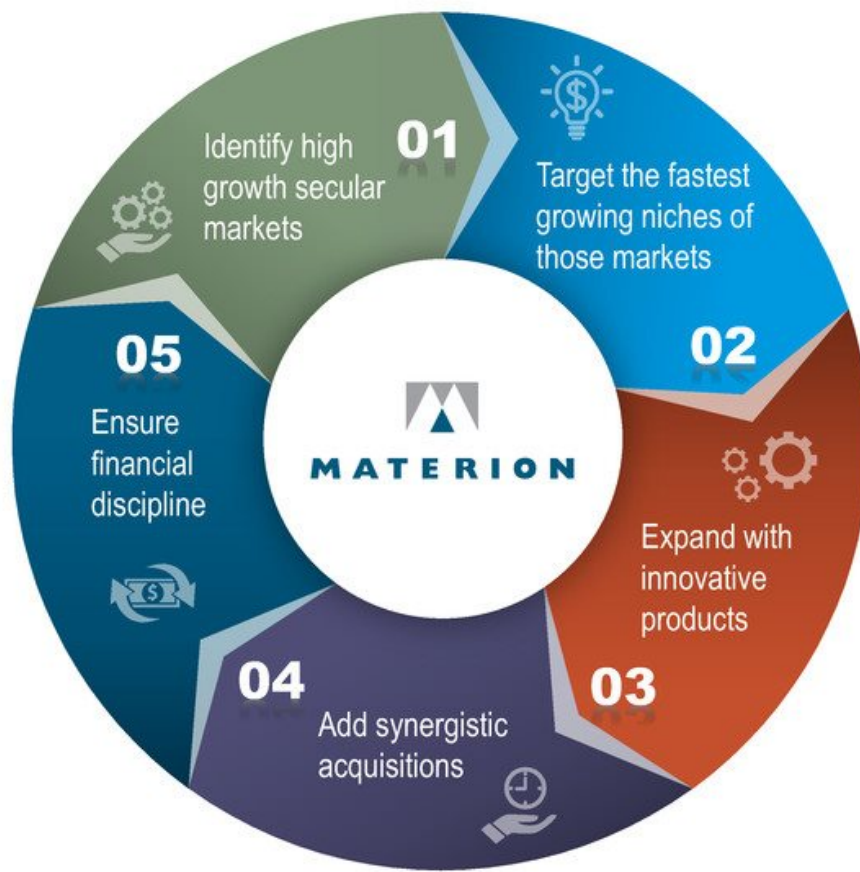 01
Identify high
growth secular
markets
$
Target the fastest
growing niches of
those markets
02
Expand with
innovative
products
03
04
Add synergistic
acquisitions
05
Ensure
financial
discipline
$
MATERION